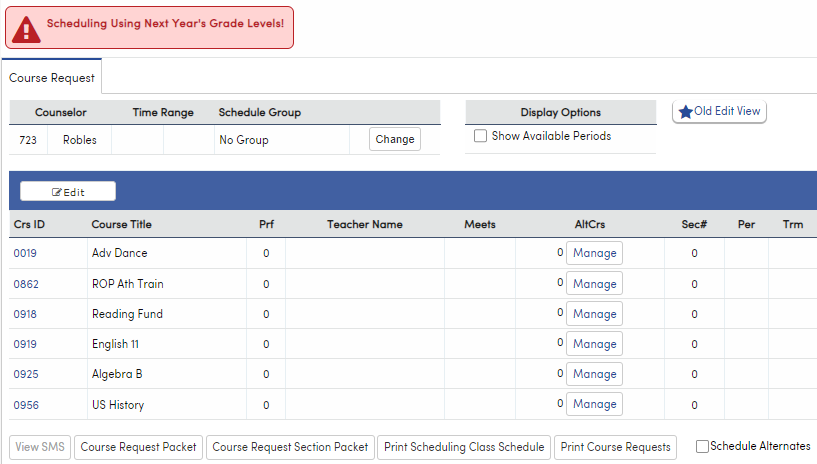 Scheduling Using Next Year's Grade Levels!
Course Request
Counselor Time Range Schedule Group
723 Robles No Group Change
Display Options
Show Available Periods
Old Edit View
Edit
Crs ID Course Title Prf Teacher Name Meets AltCrs Sec# Per Trm
0019 Adv Dance 0 0 Manage 0
0862 ROP Ath Train 0 0 Manage 0
0918 Reading Fund 0 0 Manage 0
0919 English 11 0 0 Manage 0
0925 Algebra B 0 0 Manage 0
0956 US History 0 0 Manage 0
View SMS Course Request Packet Course Request Section Packet Print Scheduling Class Schedule Print Course Requests Schedule Alternates